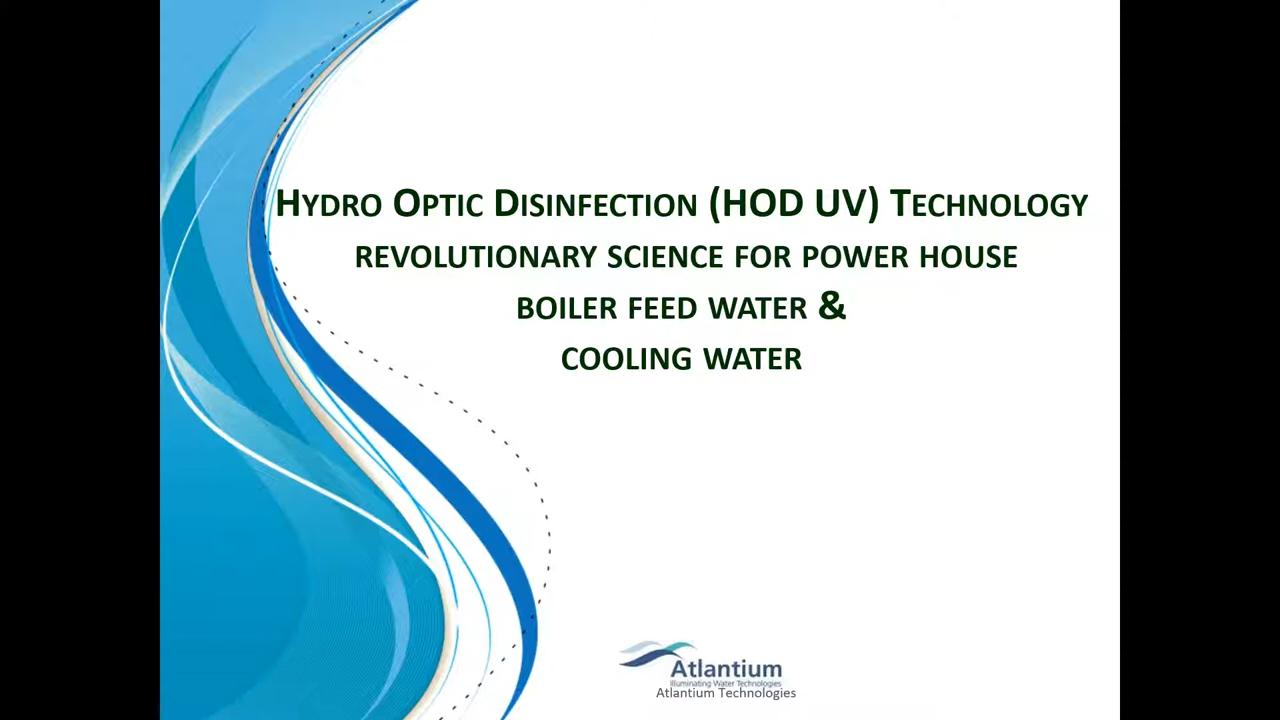 Hydro Optic Disinfection (HOD UV) Technology
revolutionary science for power house
boiler feed water &
cooling water
Atlantium
Illuminating Water Technologies
Atlantium Technologies